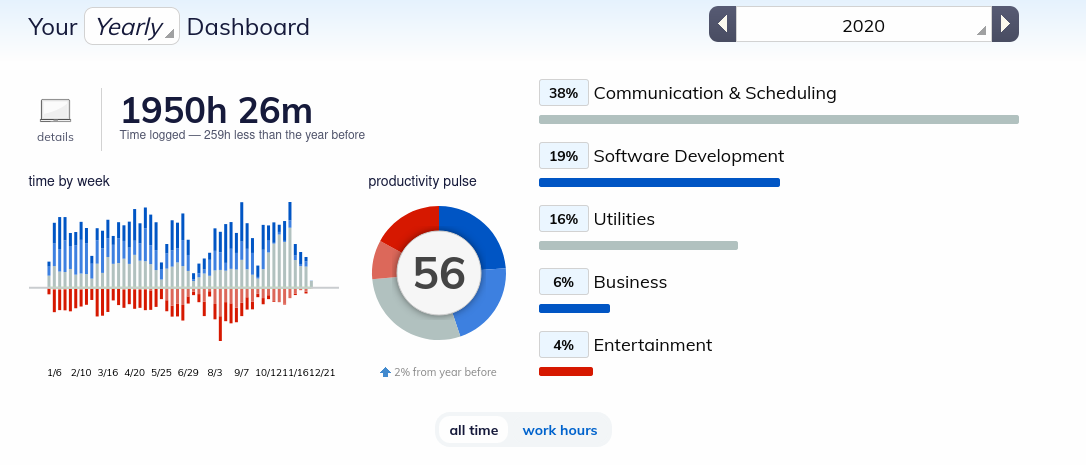 Your Yearly Dashboard
2020
details
1950h 26m
Time logged — 259h less than the year before
time by week
1/6 2/10 3/16 4/20 5/25 6/29 8/3 9/7 10/12 11/16 12/21
productivity pulse
56
2% from year before
38% Communication & Scheduling
19% Software Development
16% Utilities
6% Business
4% Entertainment
all time work hours